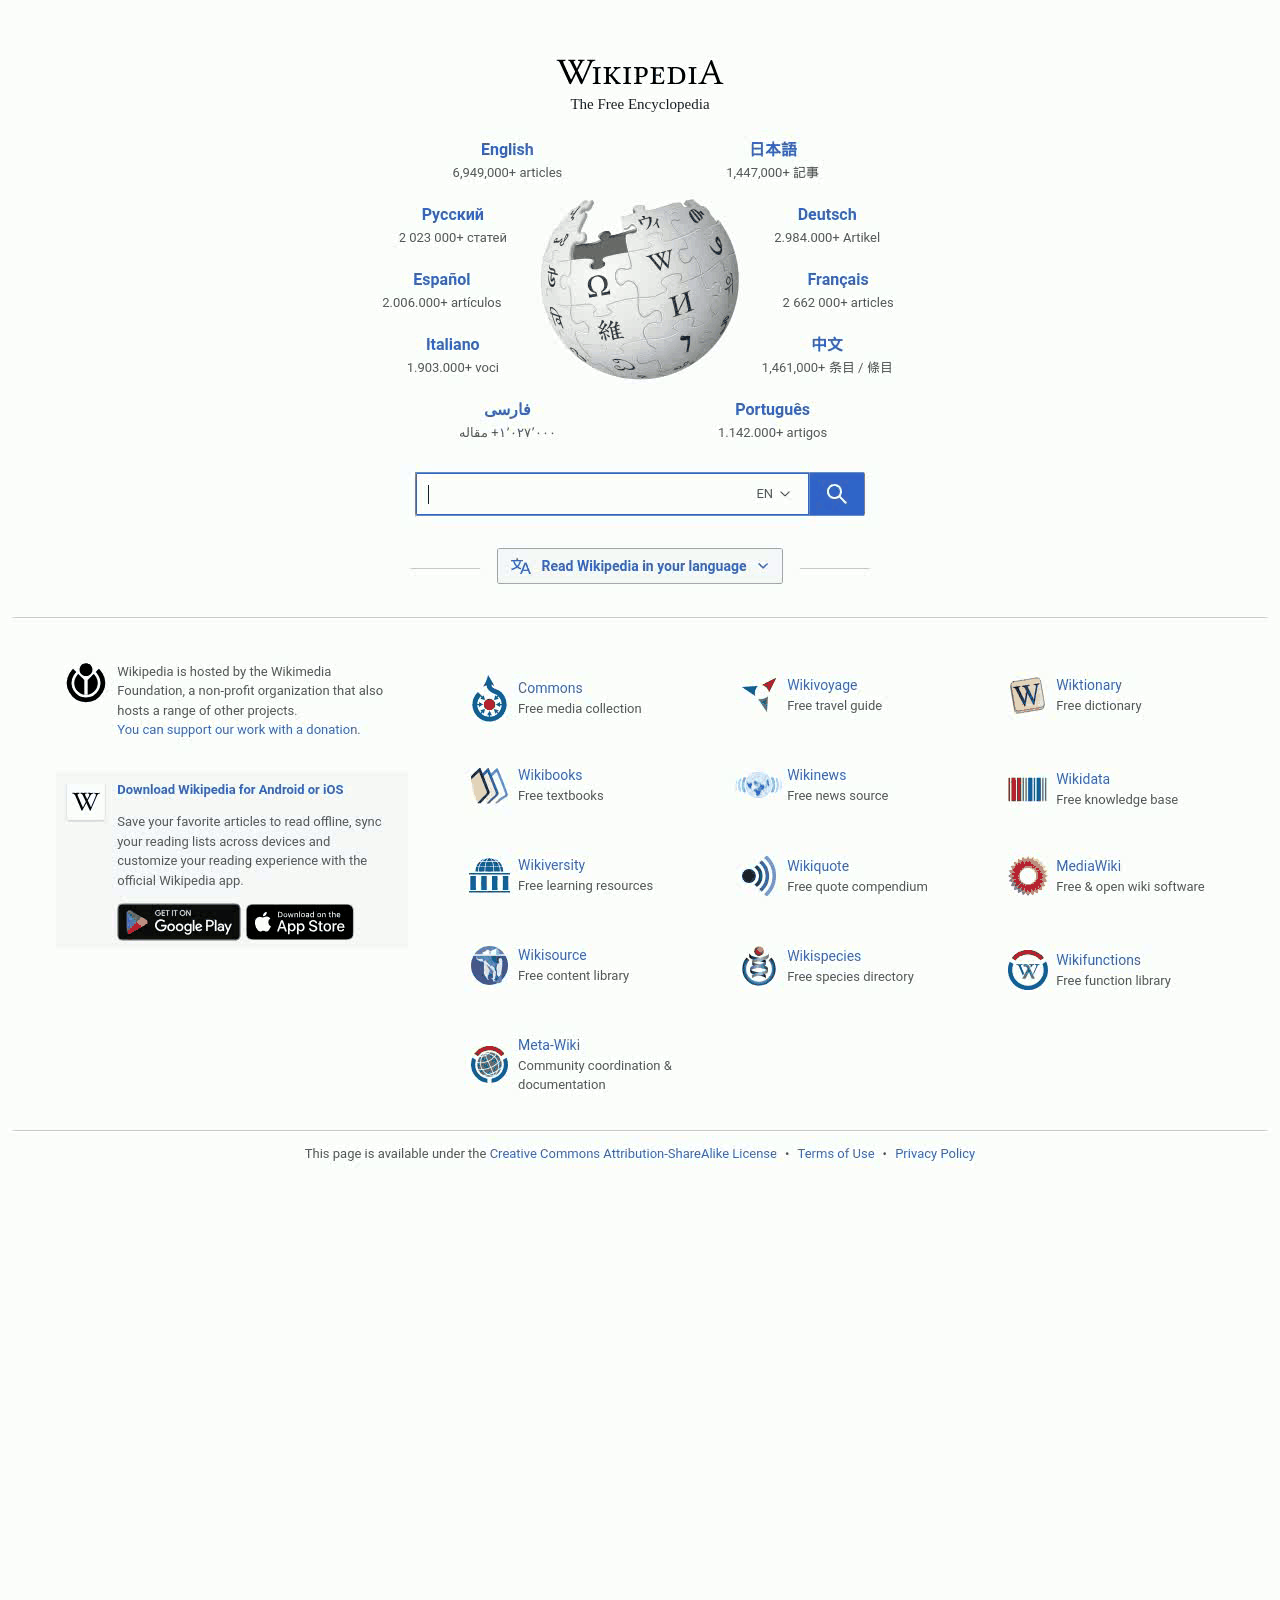 WIKIPEDIA
The Free Encyclopedia
English
6,949,000+ articles
日本語
1,447,000+ 記事
Русский
2 023 000+ статей
Deutsch
2.984.000+ Artikel
Español
2.006.000+ artículos
Français
2 662 000+ articles
Italiano
1.903.000+ voci
中文
1,461,000+ 条目 / 條目
فارسی
۱٬۰۲۷٬۰۰۰+ مقاله
Português
1.142.000+ artigos
Ω
W
ウィ
И
維
EN
Read Wikipedia in your language
Wikipedia is hosted by the Wikimedia
Foundation, a non-profit organization that also
hosts a range of other projects.
You can support our work with a donation.
W
Download Wikipedia for Android or iOS
Save your favorite articles to read offline, sync
your reading lists across devices and
customize your reading experience with the
official Wikipedia app.
GET IT ON
Google Play
Download on the
App Store
Commons
Free media collection
Wikivoyage
Free travel guide
W
Wiktionary
Free dictionary
Wikibooks
Free textbooks
Wikinews
Free news source
Wikidata
Free knowledge base
Wikiversity
Free learning resources
Wikiquote
Free quote compendium
MediaWiki
Free & open wiki software
Wikisource
Free content library
Wikispecies
Free species directory
W
Wikifunctions
Free function library
Meta-Wiki
Community coordination &
documentation
This page is available under the Creative Commons Attribution-ShareAlike License • Terms of Use • Privacy Policy